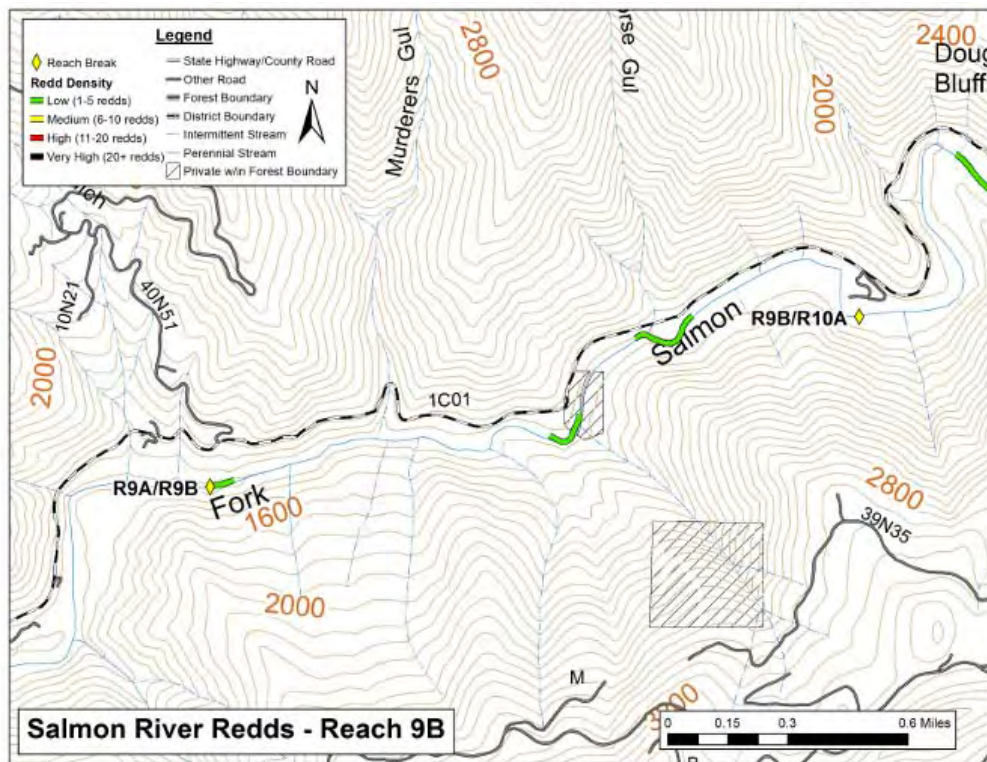 Legend
Reach Break
Redd Density
Low (1-5 redds)
Medium (6-10 redds)
High (11-20 redds)
Very High (20+ redds)
State Highway/County Road
Other Road
Forest Boundary
District Boundary
Intermittent Stream
Perennial Stream
Private w/in Forest Boundary
N
Murderers Gul
2800
orse Gul
2000
2400
Doug
Bluff
10N21
40N51
2000
1C01
Salmon
R9B/R10A
R9A/R9B
Fork
1600
2000
2800
39N35
M
Salmon River Redds - Reach 9B
0 0.15 0.3 0.6 Miles